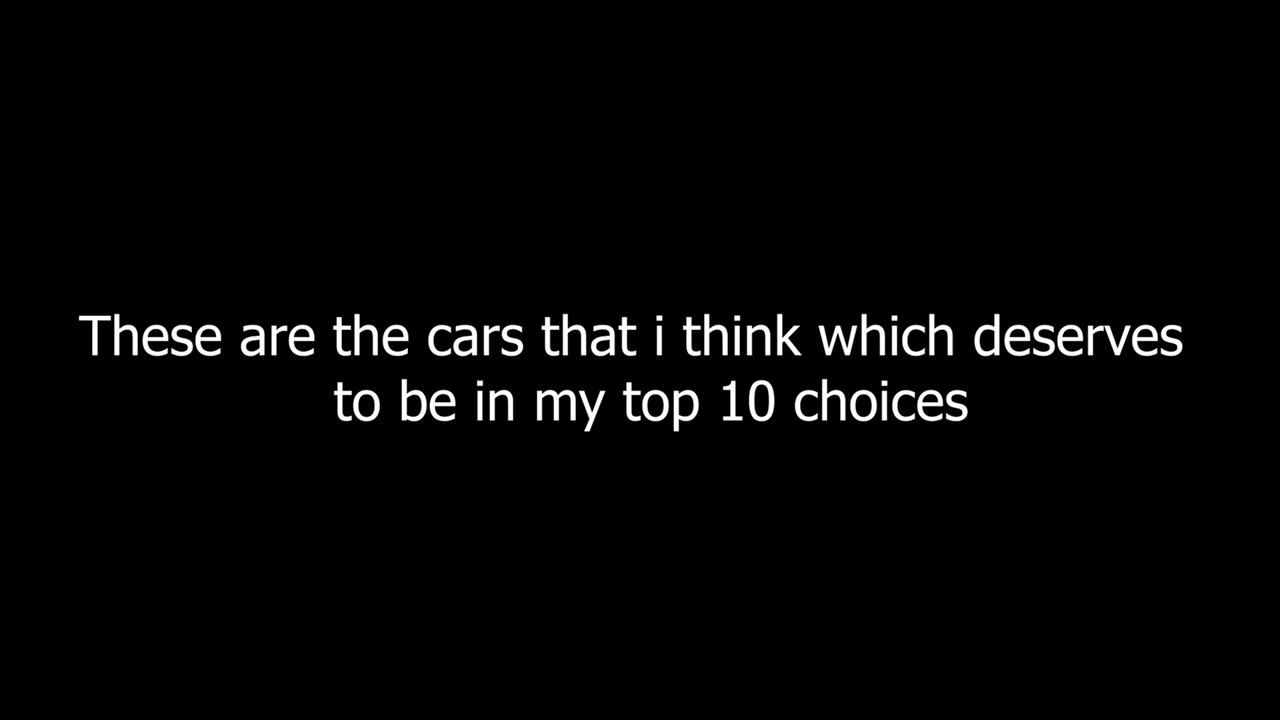 These are the cars that i think which deserves
to be in my top 10 choices